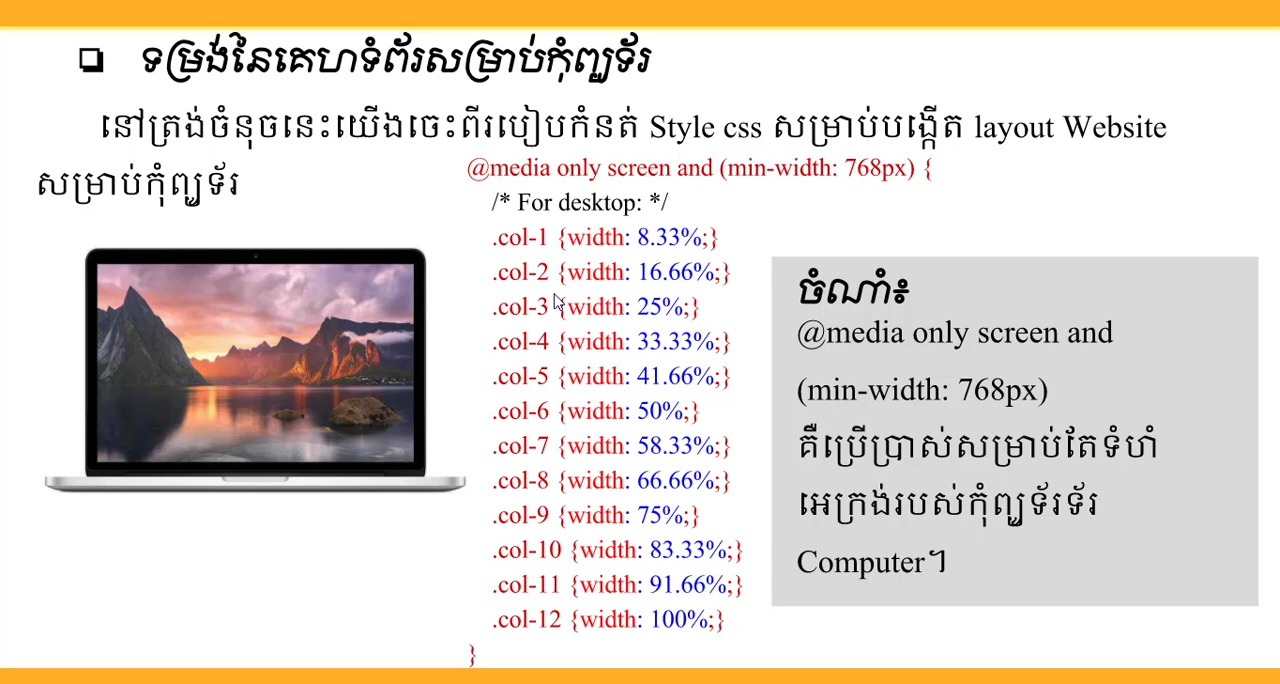 ទម្រង់នៃគេហទំព័រសម្រាប់កុំព្យូទ័រ
នៅត្រង់ចំនុចនេះយើងចេះពីរបៀបកំនត់ Style css សម្រាប់បង្កើត layout Website
សម្រាប់កុំព្យូទ័រ
@media only screen and (min-width: 768px) {
/* For desktop: */
.col-1 {width: 8.33%;}
.col-2 {width: 16.66%;}
.col-3 {width: 25%;}
.col-4 {width: 33.33%;}
.col-5 {width: 41.66%;}
.col-6 {width: 50%;}
.col-7 {width: 58.33%;}
.col-8 {width: 66.66%;}
.col-9 {width: 75%;}
.col-10 {width: 83.33%;}
.col-11 {width: 91.66%;}
.col-12 {width: 100%;}
}
ចំណាំ៖
@media only screen and
(min-width: 768px)
គឺប្រើប្រាស់សម្រាប់តែទំហំ
អេក្រង់របស់កុំព្យូទ័រទ័រ
Computer។